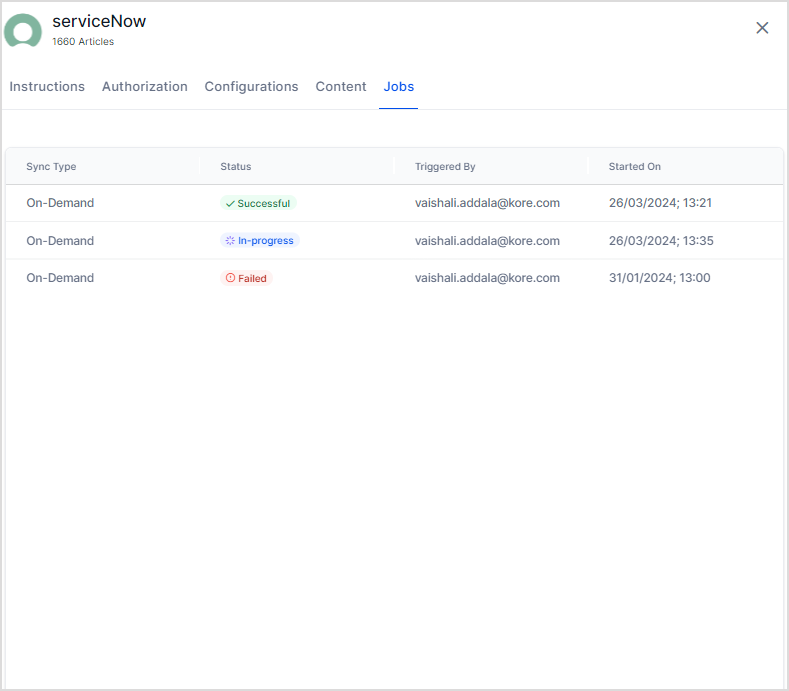 serviceNow
1660 Articles
Instructions Authorization Configurations Content Jobs
Sync Type Status Triggered By Started On
On-Demand Successful vaishali.addala@kore.com 26/03/2024; 13:21
On-Demand In-progress vaishali.addala@kore.com 26/03/2024; 13:35
On-Demand Failed vaishali.addala@kore.com 31/01/2024; 13:00